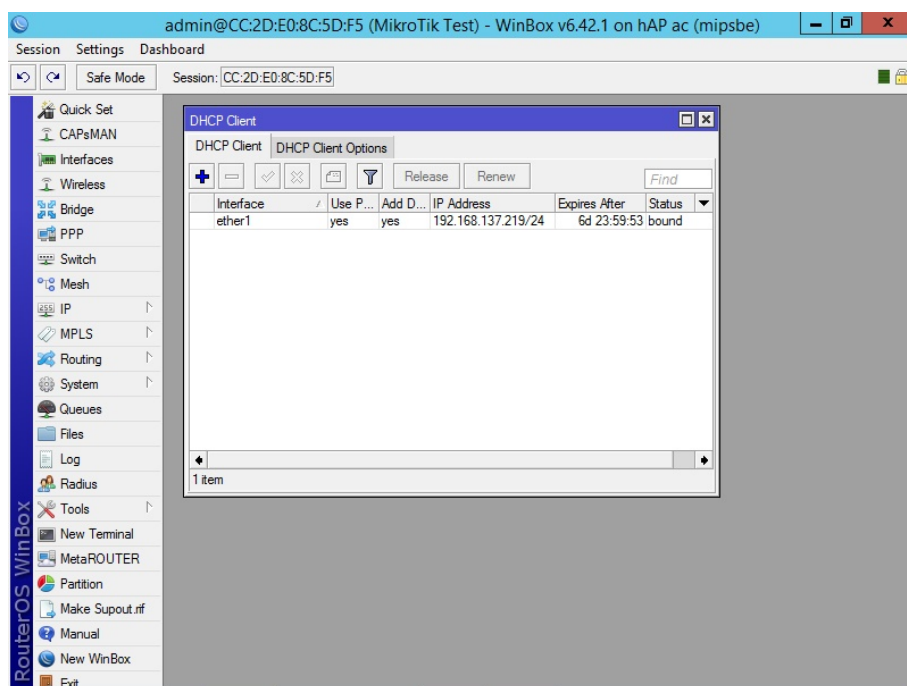 admin@CC:2D:E0:8C:5D:F5 (MikroTik Test) - WinBox v6.42.1 on hAP ac (mipsbe)
Session Settings Dashboard
Safe Mode Session: CC:2D:E0:8C:5D:F5
Quick Set
CAPsMAN
Interfaces
Wireless
Bridge
PPP
Switch
Mesh
IP
MPLS
Routing
System
Queues
Files
Log
Radius
Tools
New Terminal
MetaROUTER
Partition
Make Supout.rif
Manual
New WinBox
Exit
RouterOS WinBox
DHCP Client
DHCP Client DHCP Client Options
Release Renew Find
Interface / Use P... Add D... IP Address Expires After Status
ether1 yes yes 192.168.137.219/24 6d 23:59:53 bound
1 item